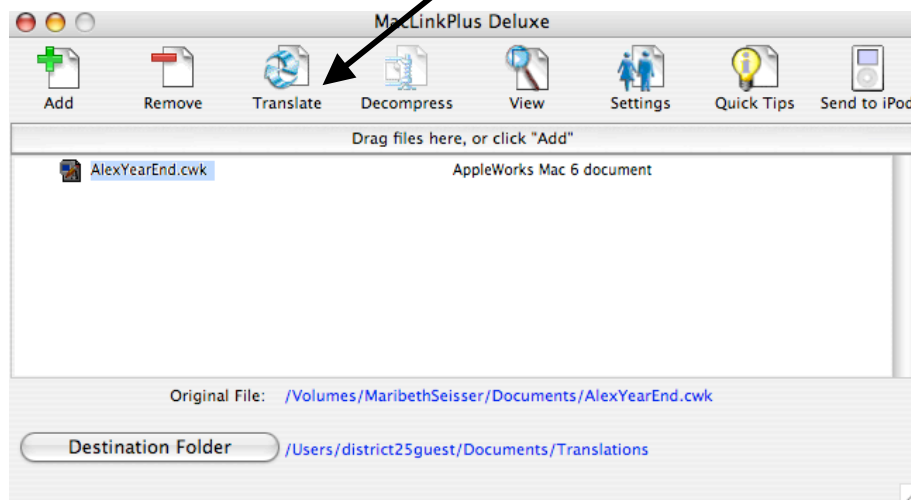 MacLinkPlus Deluxe
Add Remove Translate Decompress View Settings Quick Tips Send to iPod
Drag files here, or click "Add"
AlexYearEnd.cwk AppleWorks Mac 6 document
Original File: /Volumes/MaribethSeisser/Documents/AlexYearEnd.cwk
Destination Folder /Users/district25guest/Documents/Translations